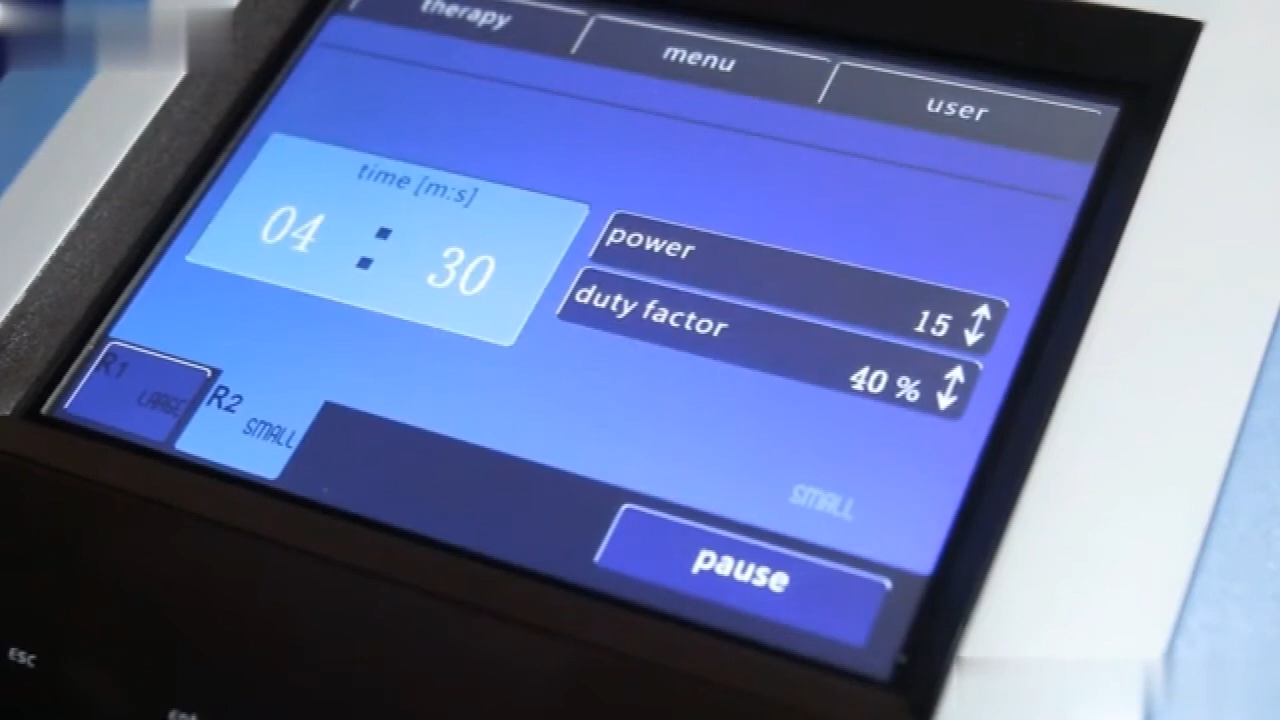 therapy
menu
user
time [m:s]
04 : 30
power
15
duty factor
40 %
R1
LARGE
R2
SMALL
SMALL
pause
ESC